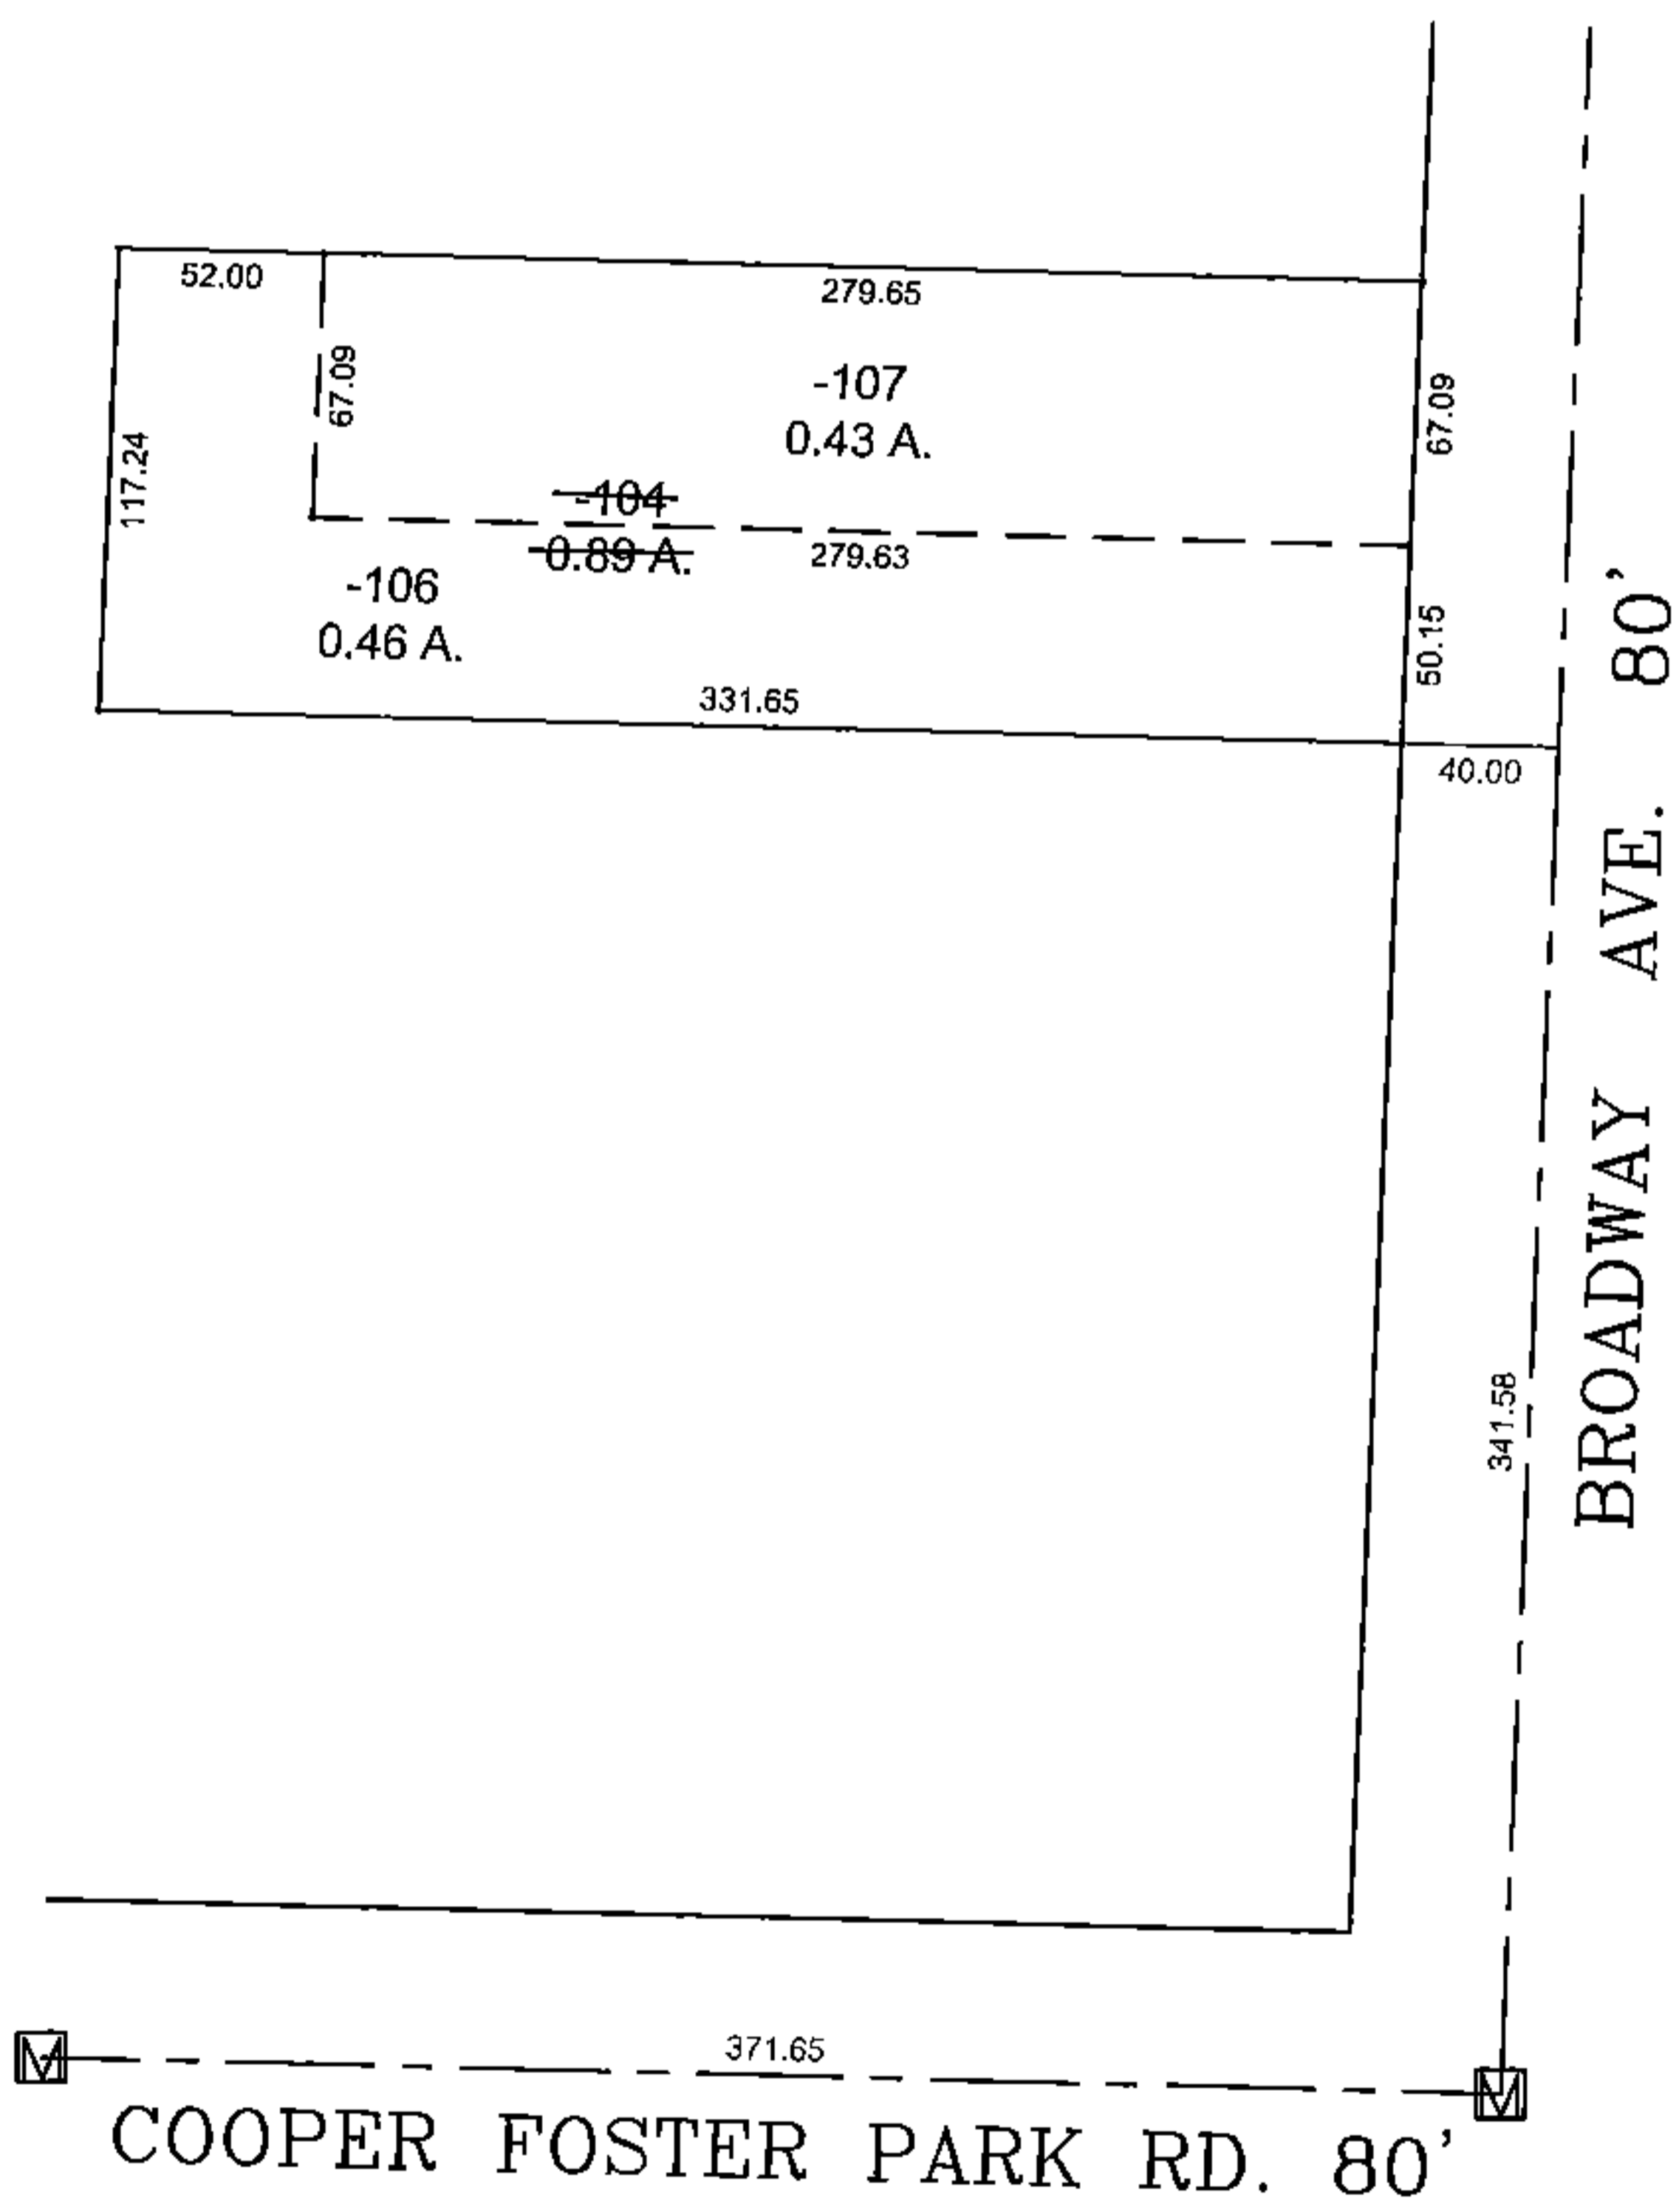 52.00
279.65
67.09
-107
0.43 A.
67.09
117.24
-104
0.89 A.
279.63
-106
0.46 A.
50.15
331.65
40.00
BROADWAY AVE. 80'
341.58
371.65
COOPER FOSTER PARK RD. 80'